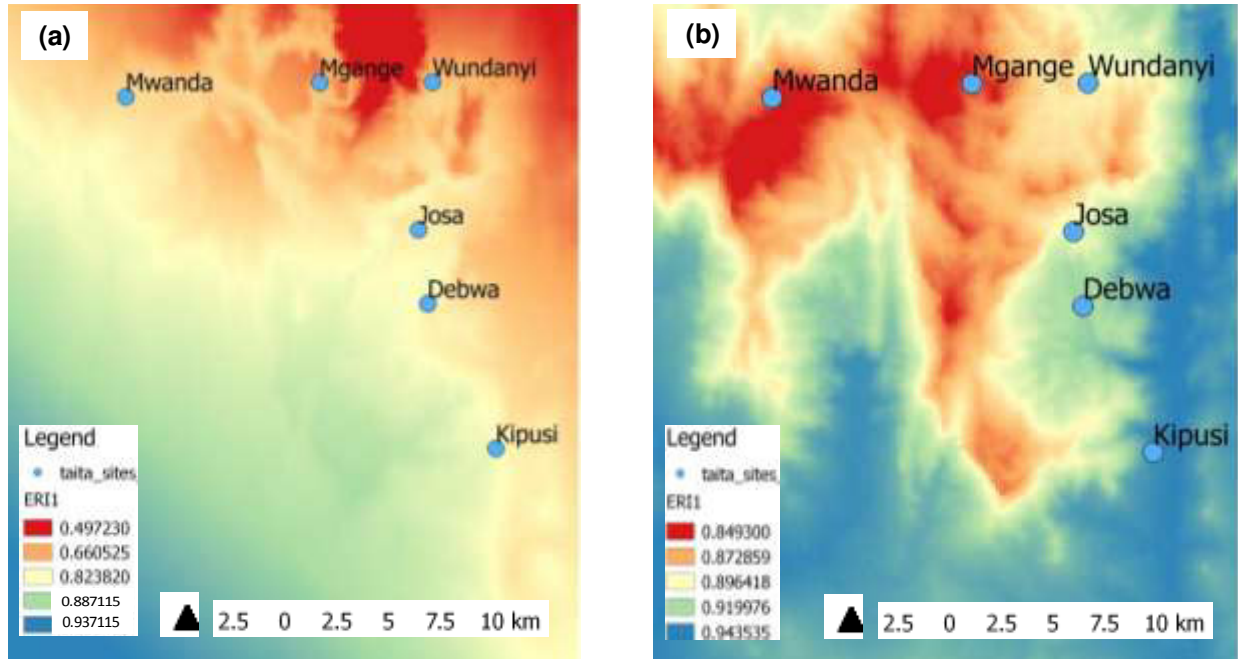 (a)
Mwanda
Mgange
Wundanyi
Josa
Debwa
Kipusi
Legend
taita_sites_
ERI1
0.497230
0.660525
0.823820
0.887115
0.937115
2.5 0 2.5 5 7.5 10 km
(b)
Mwanda
Mgange
Wundanyi
Josa
Debwa
Kipusi
Legend
taita_sites_
ERI1
0.849300
0.872859
0.896418
0.919976
0.943535
2.5 0 2.5 5 7.5 10 km